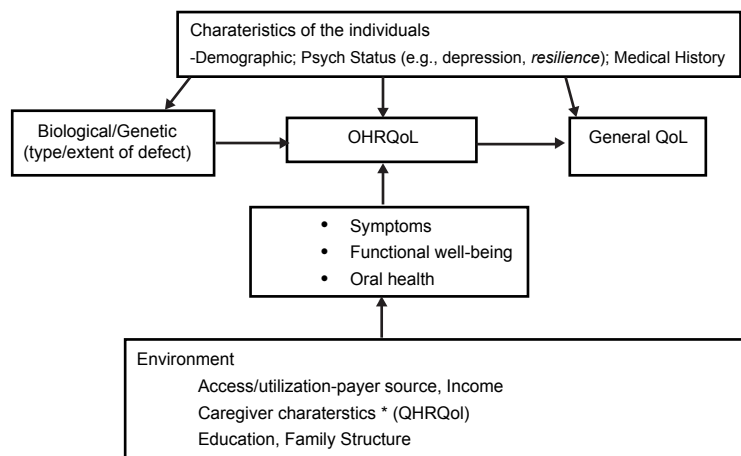 Charateristics of the individuals
-Demographic; Psych Status (e.g., depression, resilience); Medical History
Biological/Genetic
(type/extent of defect)
OHRQoL
General QoL
• Symptoms
• Functional well-being
• Oral health
Environment
Access/utilization-payer source, Income
Caregiver charaterstics * (QHRQol)
Education, Family Structure